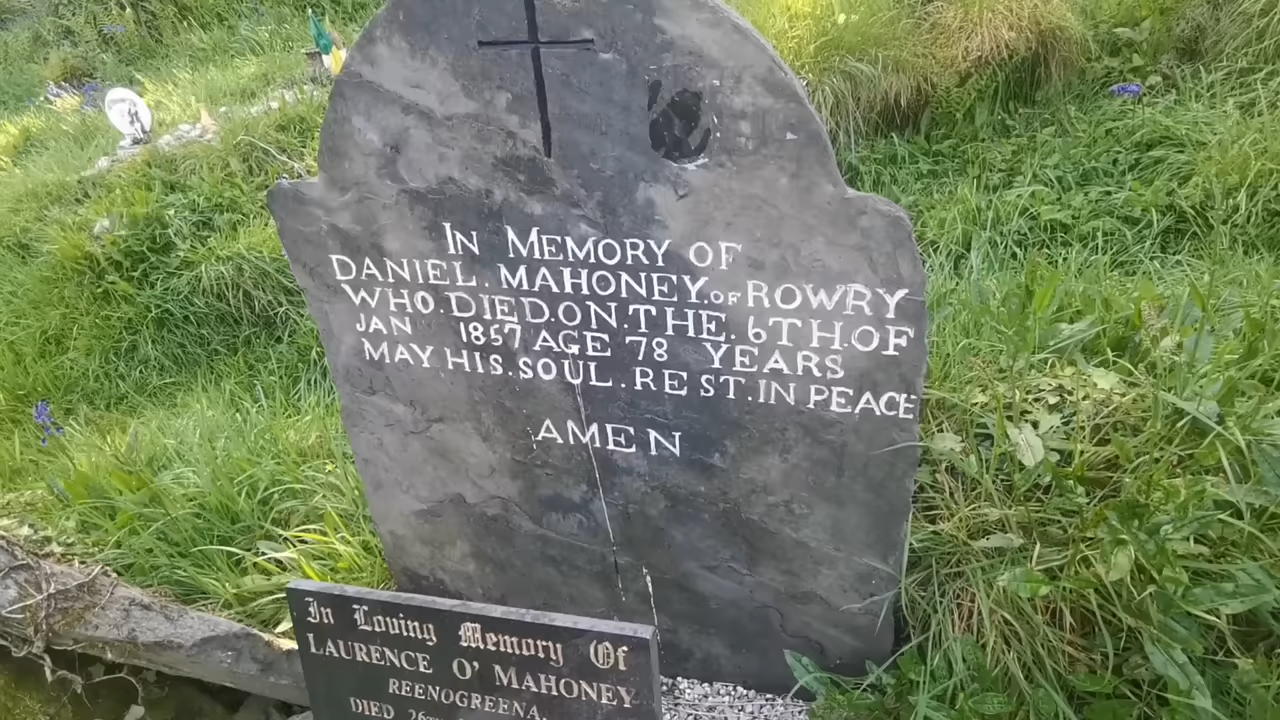 IN MEMORY OF
DANIEL. MAHONEY. OF ROWRY
WHO. DIED. ON. THE. 6TH. OF
JAN 1857 AGE 78 YEARS
MAY HIS. SOUL. REST. IN PEACE
AMEN
In Loving Memory Of
LAURENCE O' MAHONEY
REENOGREENA.
DIED 26TH